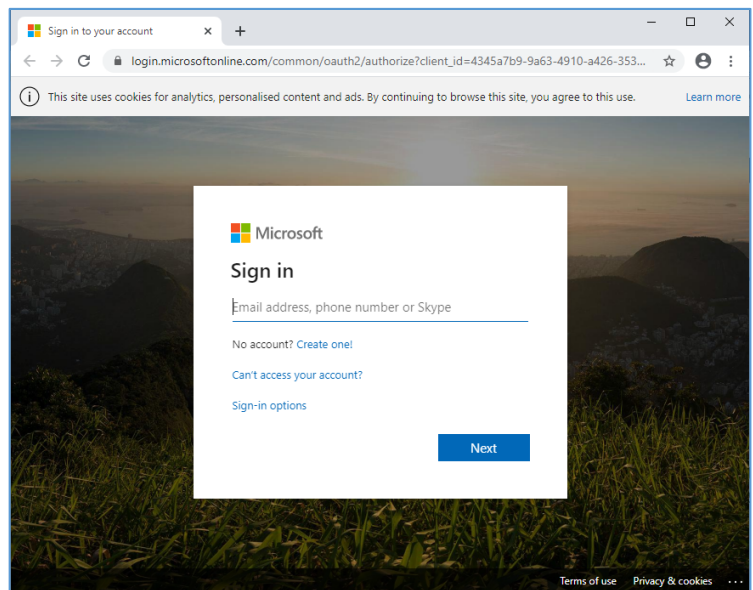 Sign in to your account
login.microsoftonline.com/common/oauth2/authorize?client_id=4345a7b9-9a63-4910-a426-353...
This site uses cookies for analytics, personalised content and ads. By continuing to browse this site, you agree to this use. Learn more
Microsoft
Sign in
Email address, phone number or Skype
No account? Create one!
Can't access your account?
Sign-in options
Next
Terms of use Privacy & cookies ...